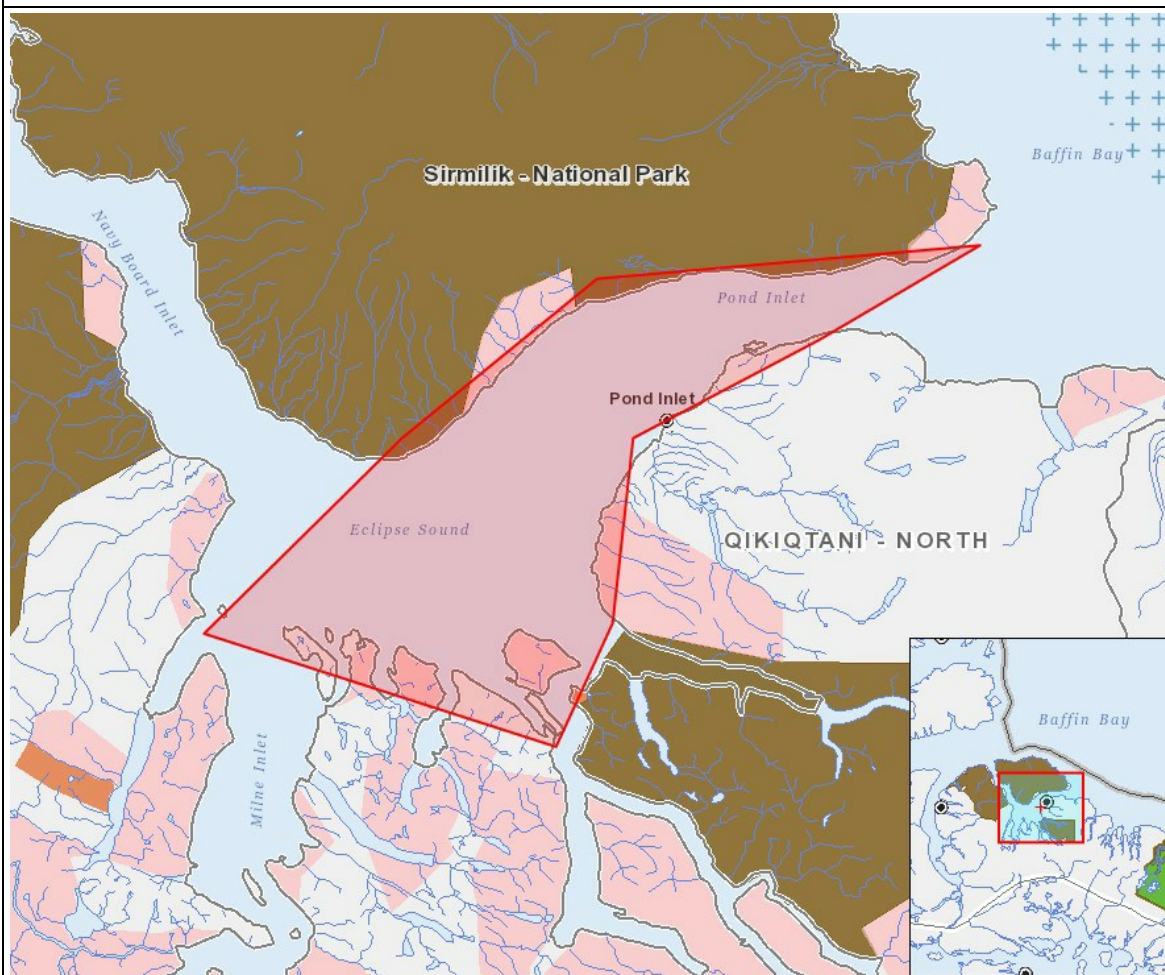 Baffin Bay
Sirmilik - National Park
Navy Board Inlet
Pond Inlet
Pond Inlet
Eclipse Sound
QIKIQTANI - NORTH
Milne Inlet
Baffin Bay